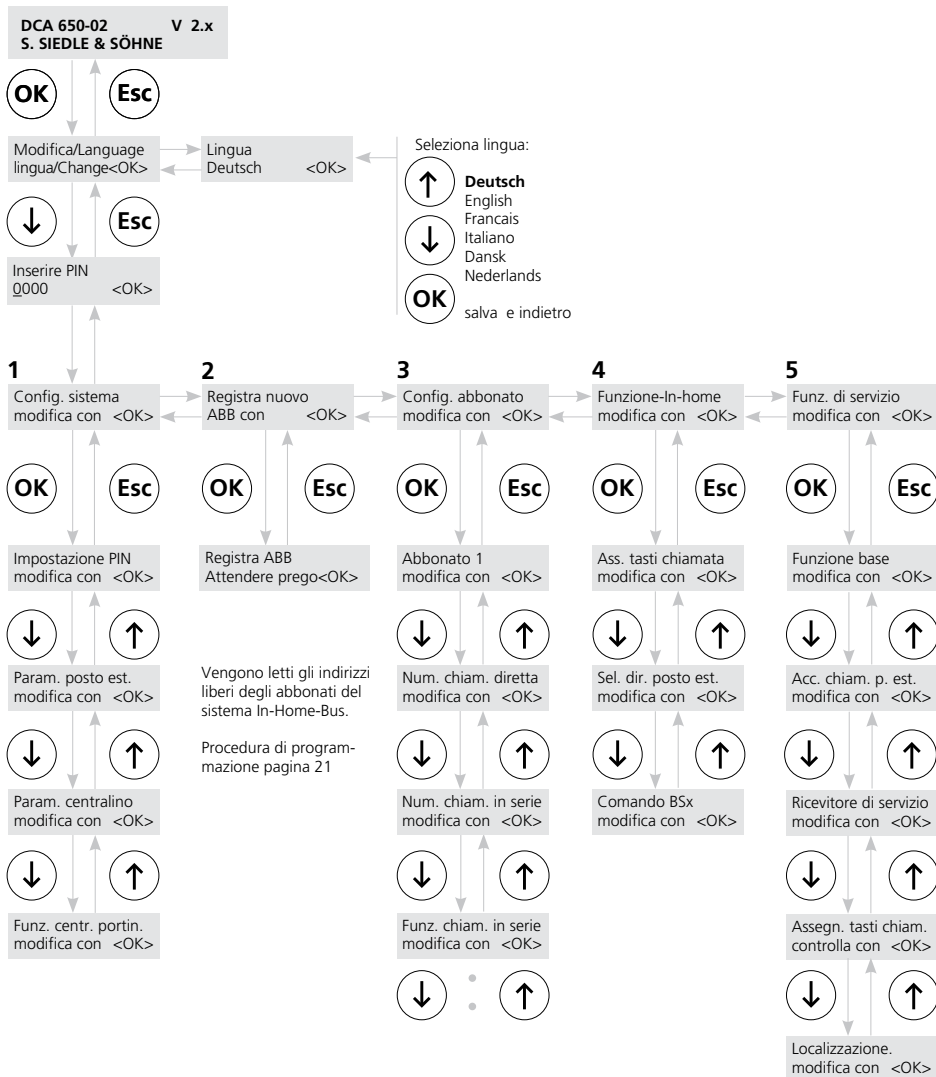 DCA 650-02 V 2.x
S. SIEDLE & SÖHNE
OK
Esc
Modifica/Language
lingua/Change<OK>
Lingua
Deutsch <OK>
Seleziona lingua:
↑
Deutsch
English
Francais
↓
Italiano
Dansk
Nederlands
OK
salva e indietro
↓
Esc
Inserire PIN
0000 <OK>
1
Config. sistema
modifica con <OK>
2
Registra nuovo
ABB con <OK>
3
Config. abbonato
modifica con <OK>
4
Funzione-In-home
modifica con <OK>
5
Funz. di servizio
modifica con <OK>
OK
Esc
OK
Esc
OK
Esc
OK
Esc
OK
Esc
Impostazione PIN
modifica con <OK>
↓
↑
Param. posto est.
modifica con <OK>
↓
↑
Param. centralino
modifica con <OK>
↓
↑
Funz. centr. portin.
modifica con <OK>
Registra ABB
Attendere prego<OK>
Vengono letti gli indirizzi
liberi degli abbonati del
sistema In-Home-Bus.
Procedura di program-
mazione pagina 21
Abbonato 1
modifica con <OK>
↓
↑
Num. chiam. diretta
modifica con <OK>
↓
↑
Num. chiam. in serie
modifica con <OK>
↓
↑
Funz. chiam. in serie
modifica con <OK>
↓
↑
Ass. tasti chiamata
modifica con <OK>
↓
↑
Sel. dir. posto est.
modifica con <OK>
↓
↑
Comando BSx
modifica con <OK>
Funzione base
modifica con <OK>
↓
↑
Acc. chiam. p. est.
modifica con <OK>
↓
↑
Ricevitore di servizio
modifica con <OK>
↓
↑
Assegn. tasti chiam.
controlla con <OK>
↓
↑
Localizzazione.
modifica con <OK>